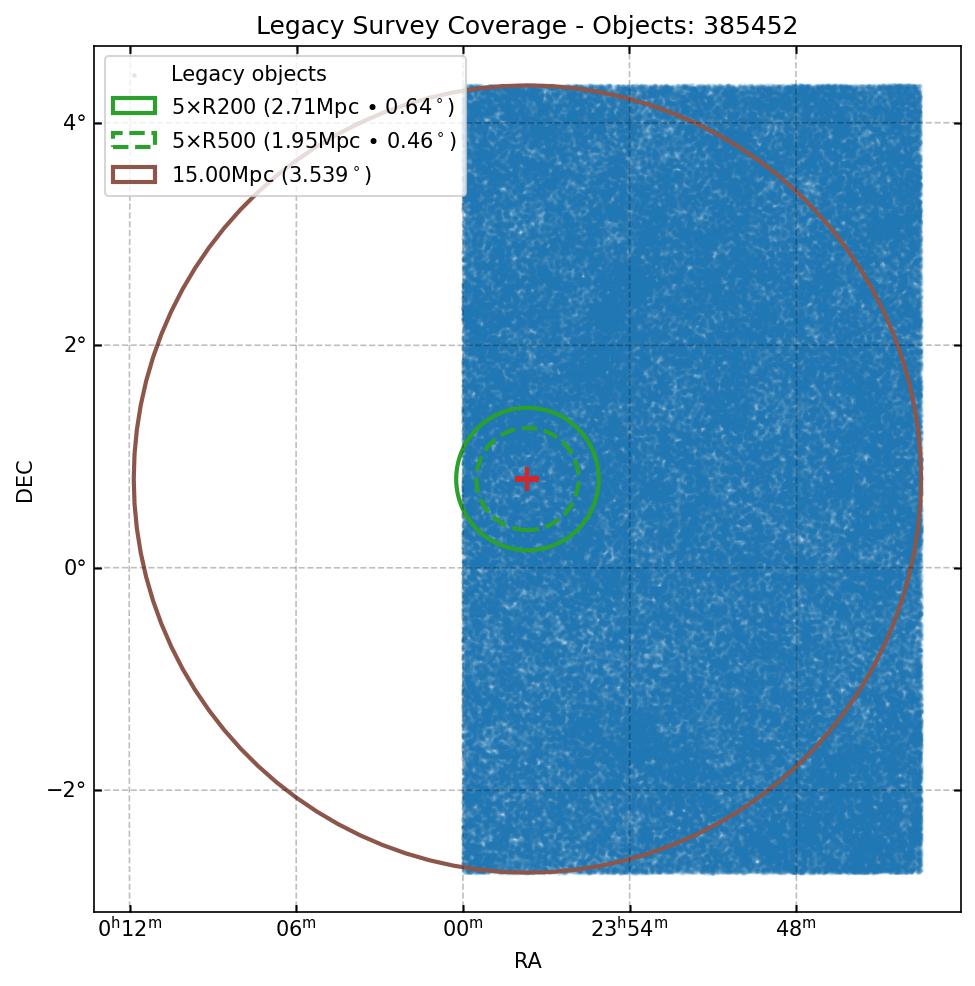 Legacy Survey Coverage - Objects: 385452
Legacy objects
5×R200 (2.71Mpc • 0.64°)
5×R500 (1.95Mpc • 0.46°)
15.00Mpc (3.539°)
4°
2°
0°
−2°
DEC
0ʰ12ᵐ 06ᵐ 00ᵐ 23ʰ54ᵐ 48ᵐ
RA